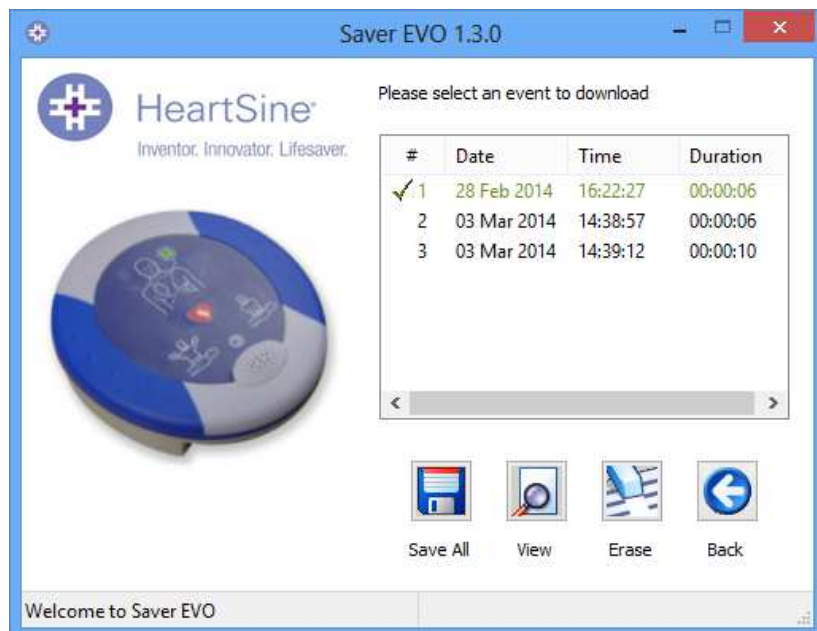 Saver EVO 1.3.0
HeartSine
Inventor. Innovator. Lifesaver.
Please select an event to download
# Date Time Duration
1 28 Feb 2014 16:22:27 00:00:06
2 03 Mar 2014 14:38:57 00:00:06
3 03 Mar 2014 14:39:12 00:00:10
Save All View Erase Back
Welcome to Saver EVO